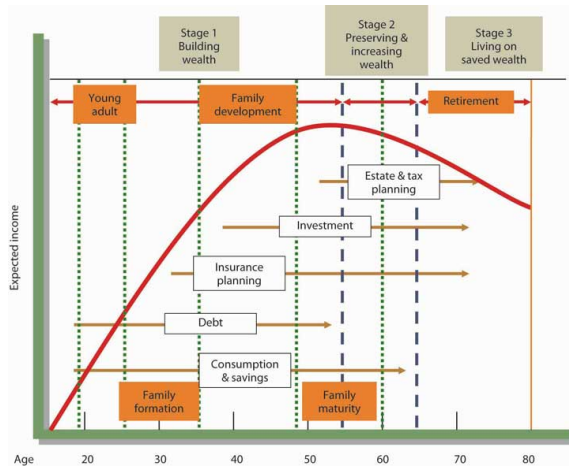 Stage 1
Building
wealth
Stage 2
Preserving &
increasing
wealth
Stage 3
Living on
saved wealth
Young
adult
Family
development
Retirement
Estate & tax
planning
Investment
Insurance
planning
Debt
Consumption
& savings
Family
formation
Family
maturity
Expected income
Age 20 30 40 50 60 70 80